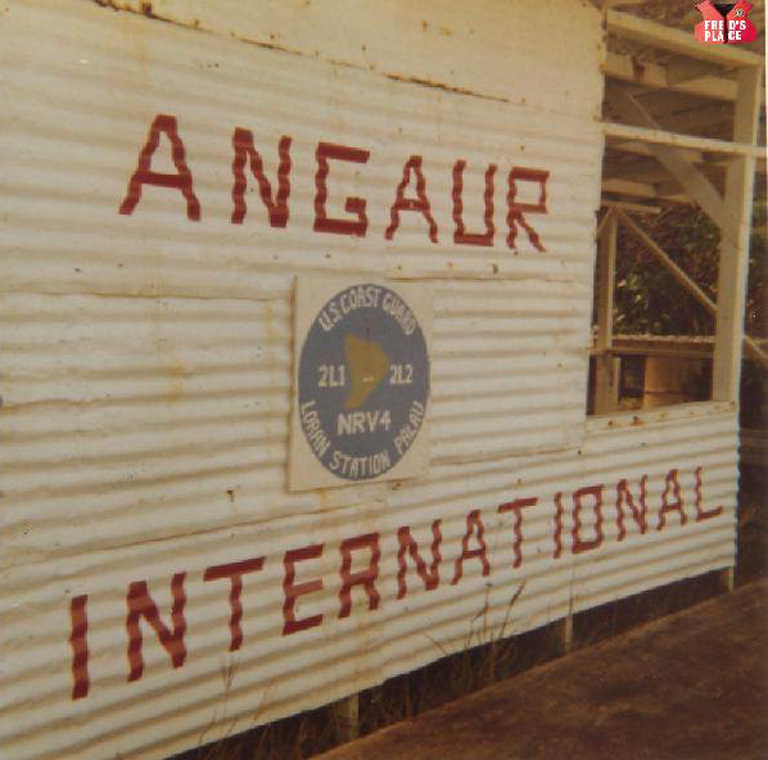 FRED'S
PLACE
ANGAUR
U.S. COAST GUARD
2L1 - 2L2
NRV4
LORAN STATION PALAU
INTERNATIONAL